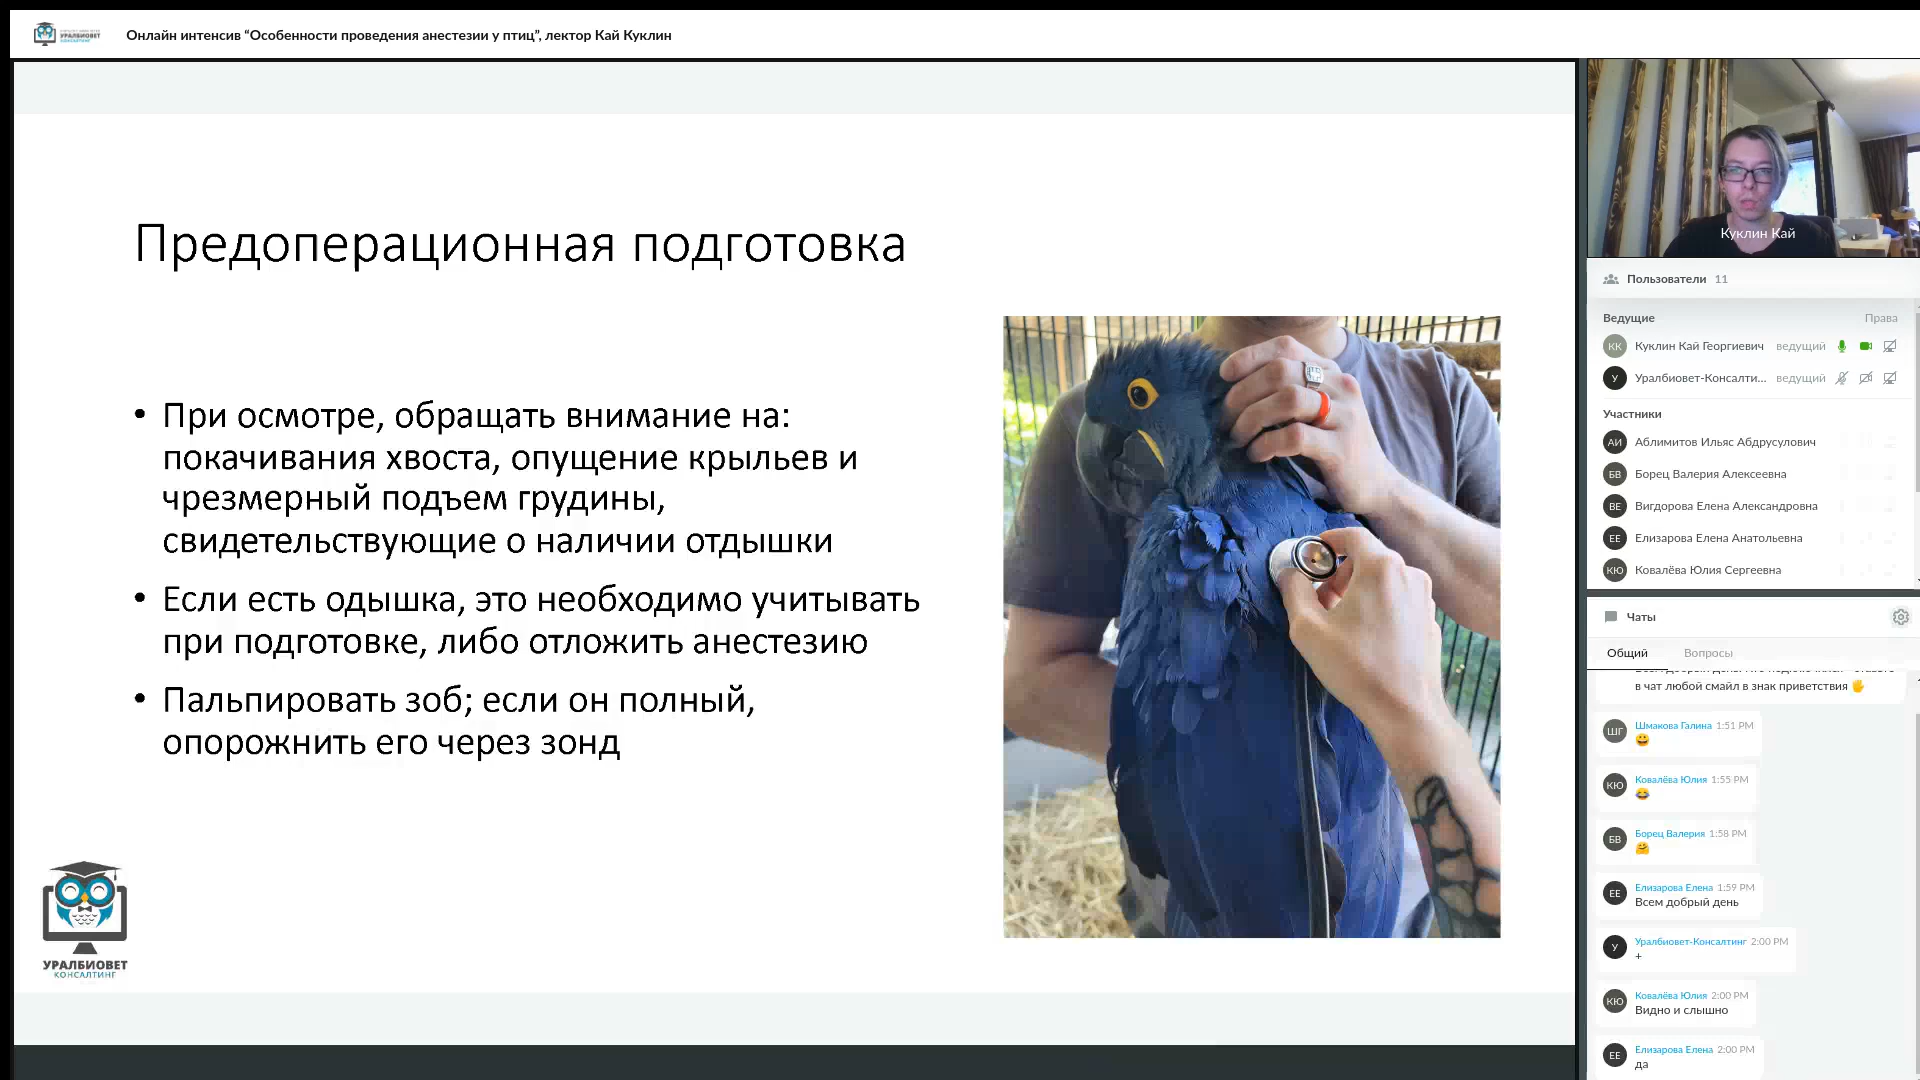 УРАЛБИОВЕТ
КОНСАЛТИНГ
Онлайн интенсив “Особенности проведения анестезии у птиц”, лектор Кай Куклин
Предоперационная подготовка
• При осмотре, обращать внимание на:
покачивания хвоста, опущение крыльев и
чрезмерный подъем грудины,
свидетельствующие о наличии отдышки
• Если есть одышка, это необходимо учитывать
при подготовке, либо отложить анестезию
• Пальпировать зоб; если он полный,
опорожнить его через зонд
УРАЛБИОВЕТ
КОНСАЛТИНГ
Куклин Кай
Пользователи 11
Ведущие Права
КК Куклин Кай Георгиевич ведущий
У Уралбиовет-Консалти... ведущий
Участники
АИ Аблимитов Ильяс Абдрусулович
БВ Борец Валерия Алексеевна
ВЕ Вигдорова Елена Александровна
ЕЕ Елизарова Елена Анатольевна
КЮ Ковалёва Юлия Сергеевна
Чаты
Общий Вопросы
в чат любой смайл в знак приветствия 🖐
ШГ Шмакова Галина 1:51 PM
😀
КЮ Ковалёва Юлия 1:55 PM
😂
БВ Борец Валерия 1:58 PM
🤗
ЕЕ Елизарова Елена 1:59 PM
Всем добрый день
У Уралбиовет-Консалтинг 2:00 PM
+
КЮ Ковалёва Юлия 2:00 PM
Видно и слышно
ЕЕ Елизарова Елена 2:00 PM
да